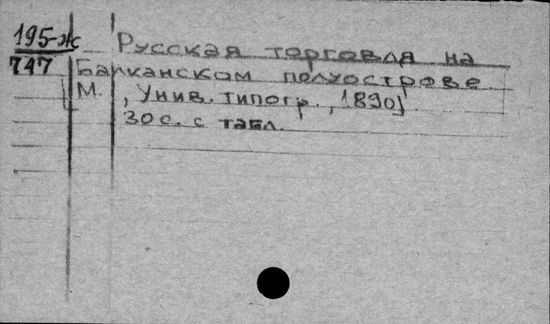 195-ж Русская торговля на
747 Балканском полуострове.
М., Унив. типогр., 1890]
30 с. с табл.